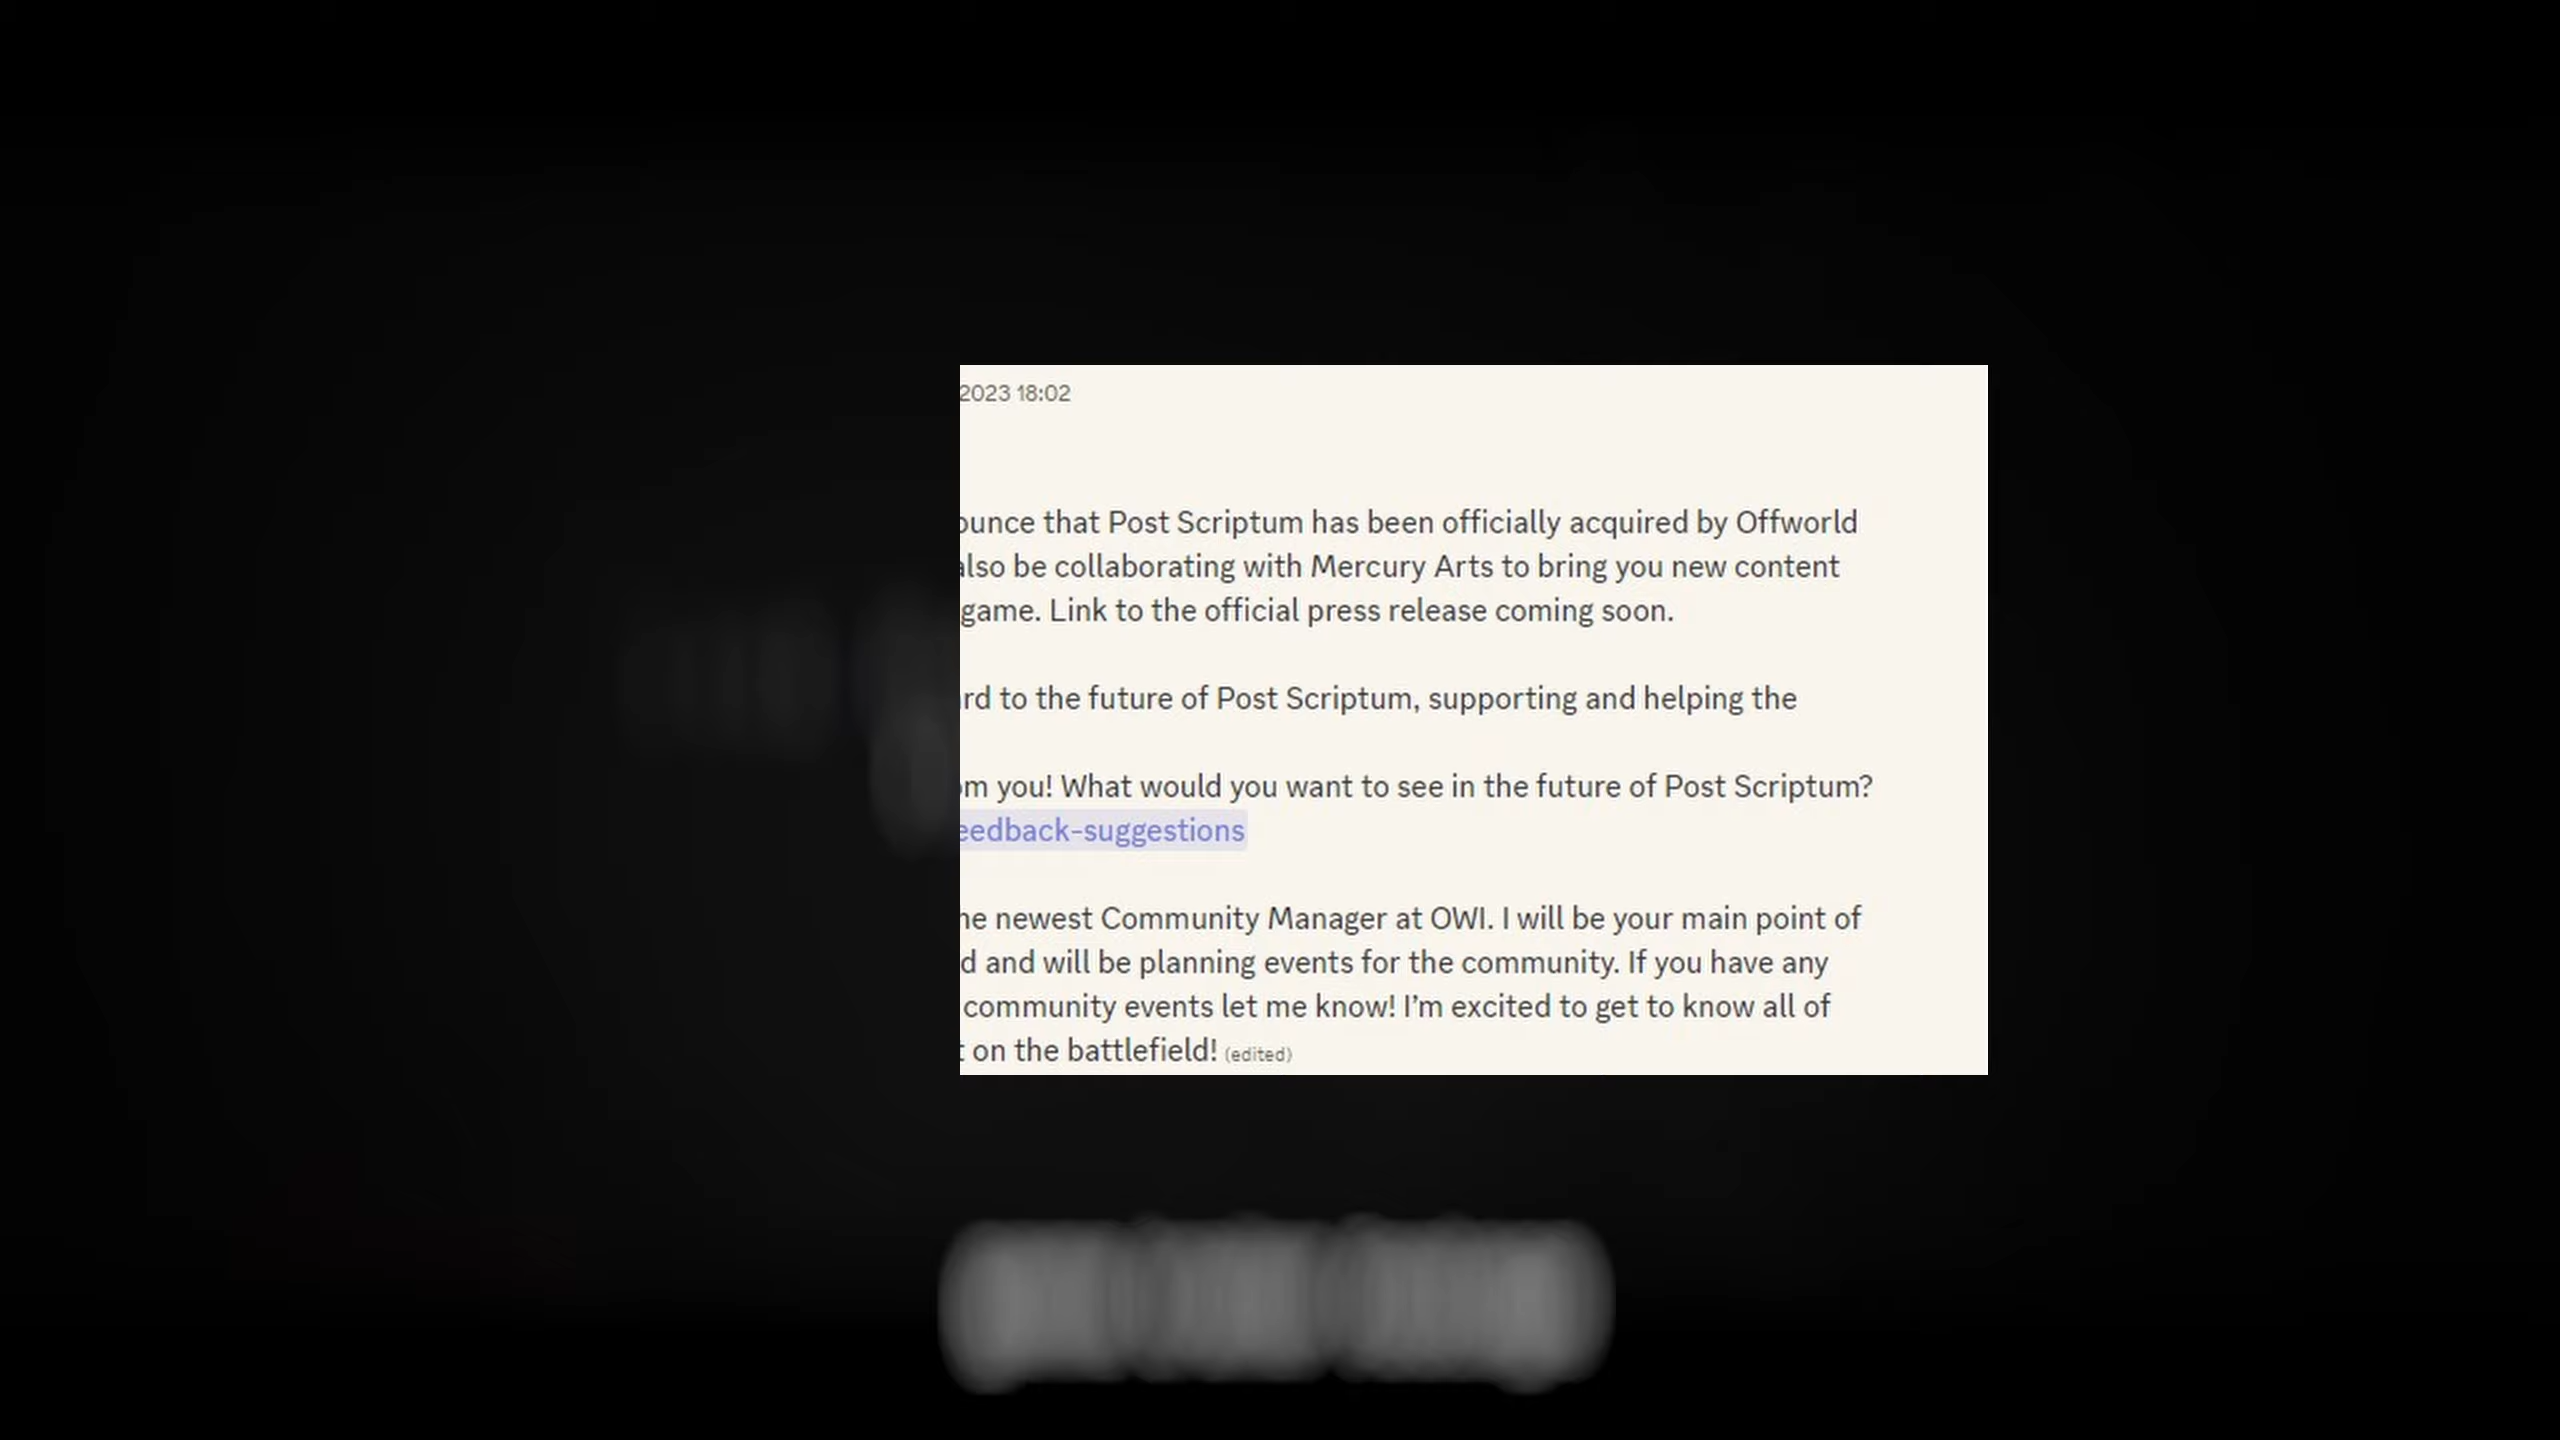 2023 18:02
ounce that Post Scriptum has been officially acquired by Offworld
also be collaborating with Mercury Arts to bring you new content
game. Link to the official press release coming soon.
rd to the future of Post Scriptum, supporting and helping the
om you! What would you want to see in the future of Post Scriptum?
eedback-suggestions
he newest Community Manager at OWI. I will be your main point of
d and will be planning events for the community. If you have any
community events let me know! I’m excited to get to know all of
t on the battlefield! (edited)